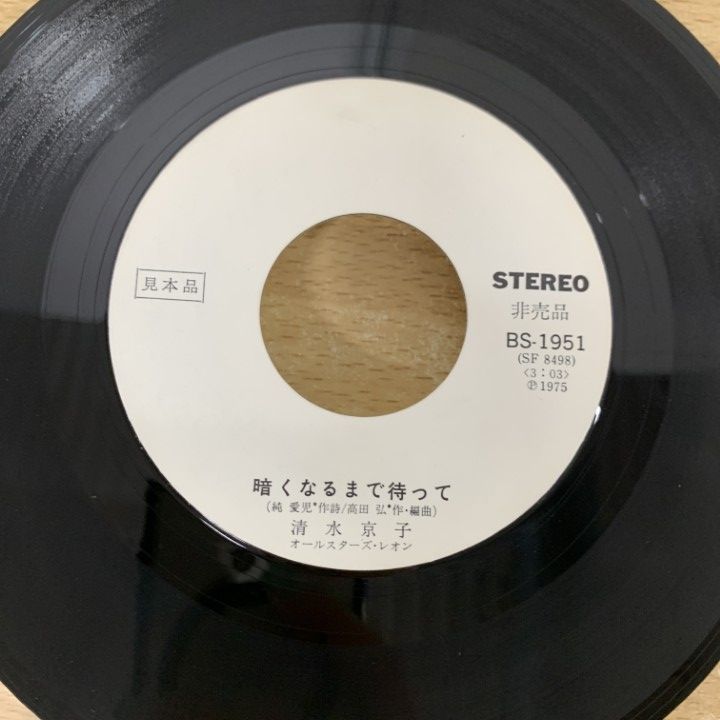 見本品
STEREO
非売品
BS-1951
(SF 8498)
〈3:03〉
℗1975
暗くなるまで待って
(純 愛児*作詩/高田 弘*作・編曲)
清水京子
オールスターズ・レオン